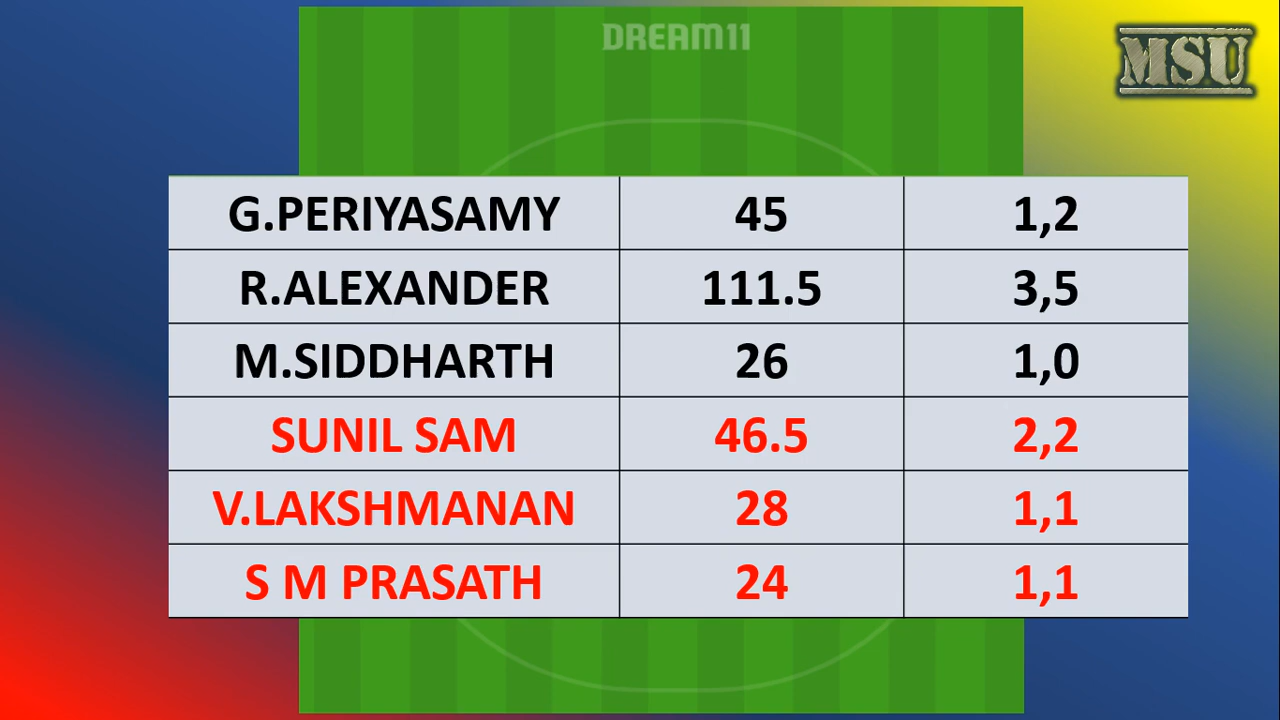 DREAM11
MSU
G.PERIYASAMY 45 1,2
R.ALEXANDER 111.5 3,5
M.SIDDHARTH 26 1,0
SUNIL SAM 46.5 2,2
V.LAKSHMANAN 28 1,1
S M PRASATH 24 1,1